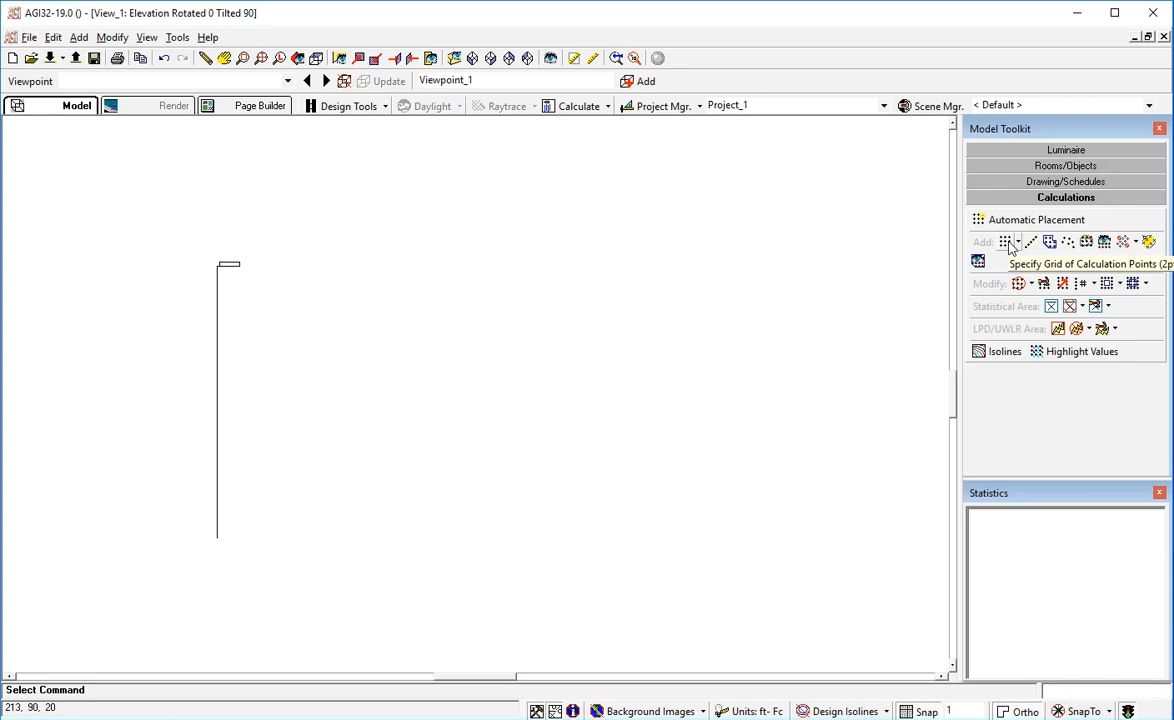 AGI32-19.0 () - [View_1: Elevation Rotated 0 Tilted 90]
AGI File Edit Add Modify View Tools Help
Viewpoint Update Viewpoint_1 Add
Model Render Page Builder Design Tools Daylight Raytrace Calculate Project Mgr. Project_1 Scene Mgr. < Default >
Model Toolkit
Luminaire
Rooms/Objects
Drawing/Schedules
Calculations
Automatic Placement
Add:
Specify Grid of Calculation Points (2p
Modify:
Statistical Area:
LPD/UWLR Area:
Isolines Highlight Values
Statistics
Select Command
213, 90, 20
Background Images Units: ft- Fc Design Isolines Snap 1 Ortho SnapTo